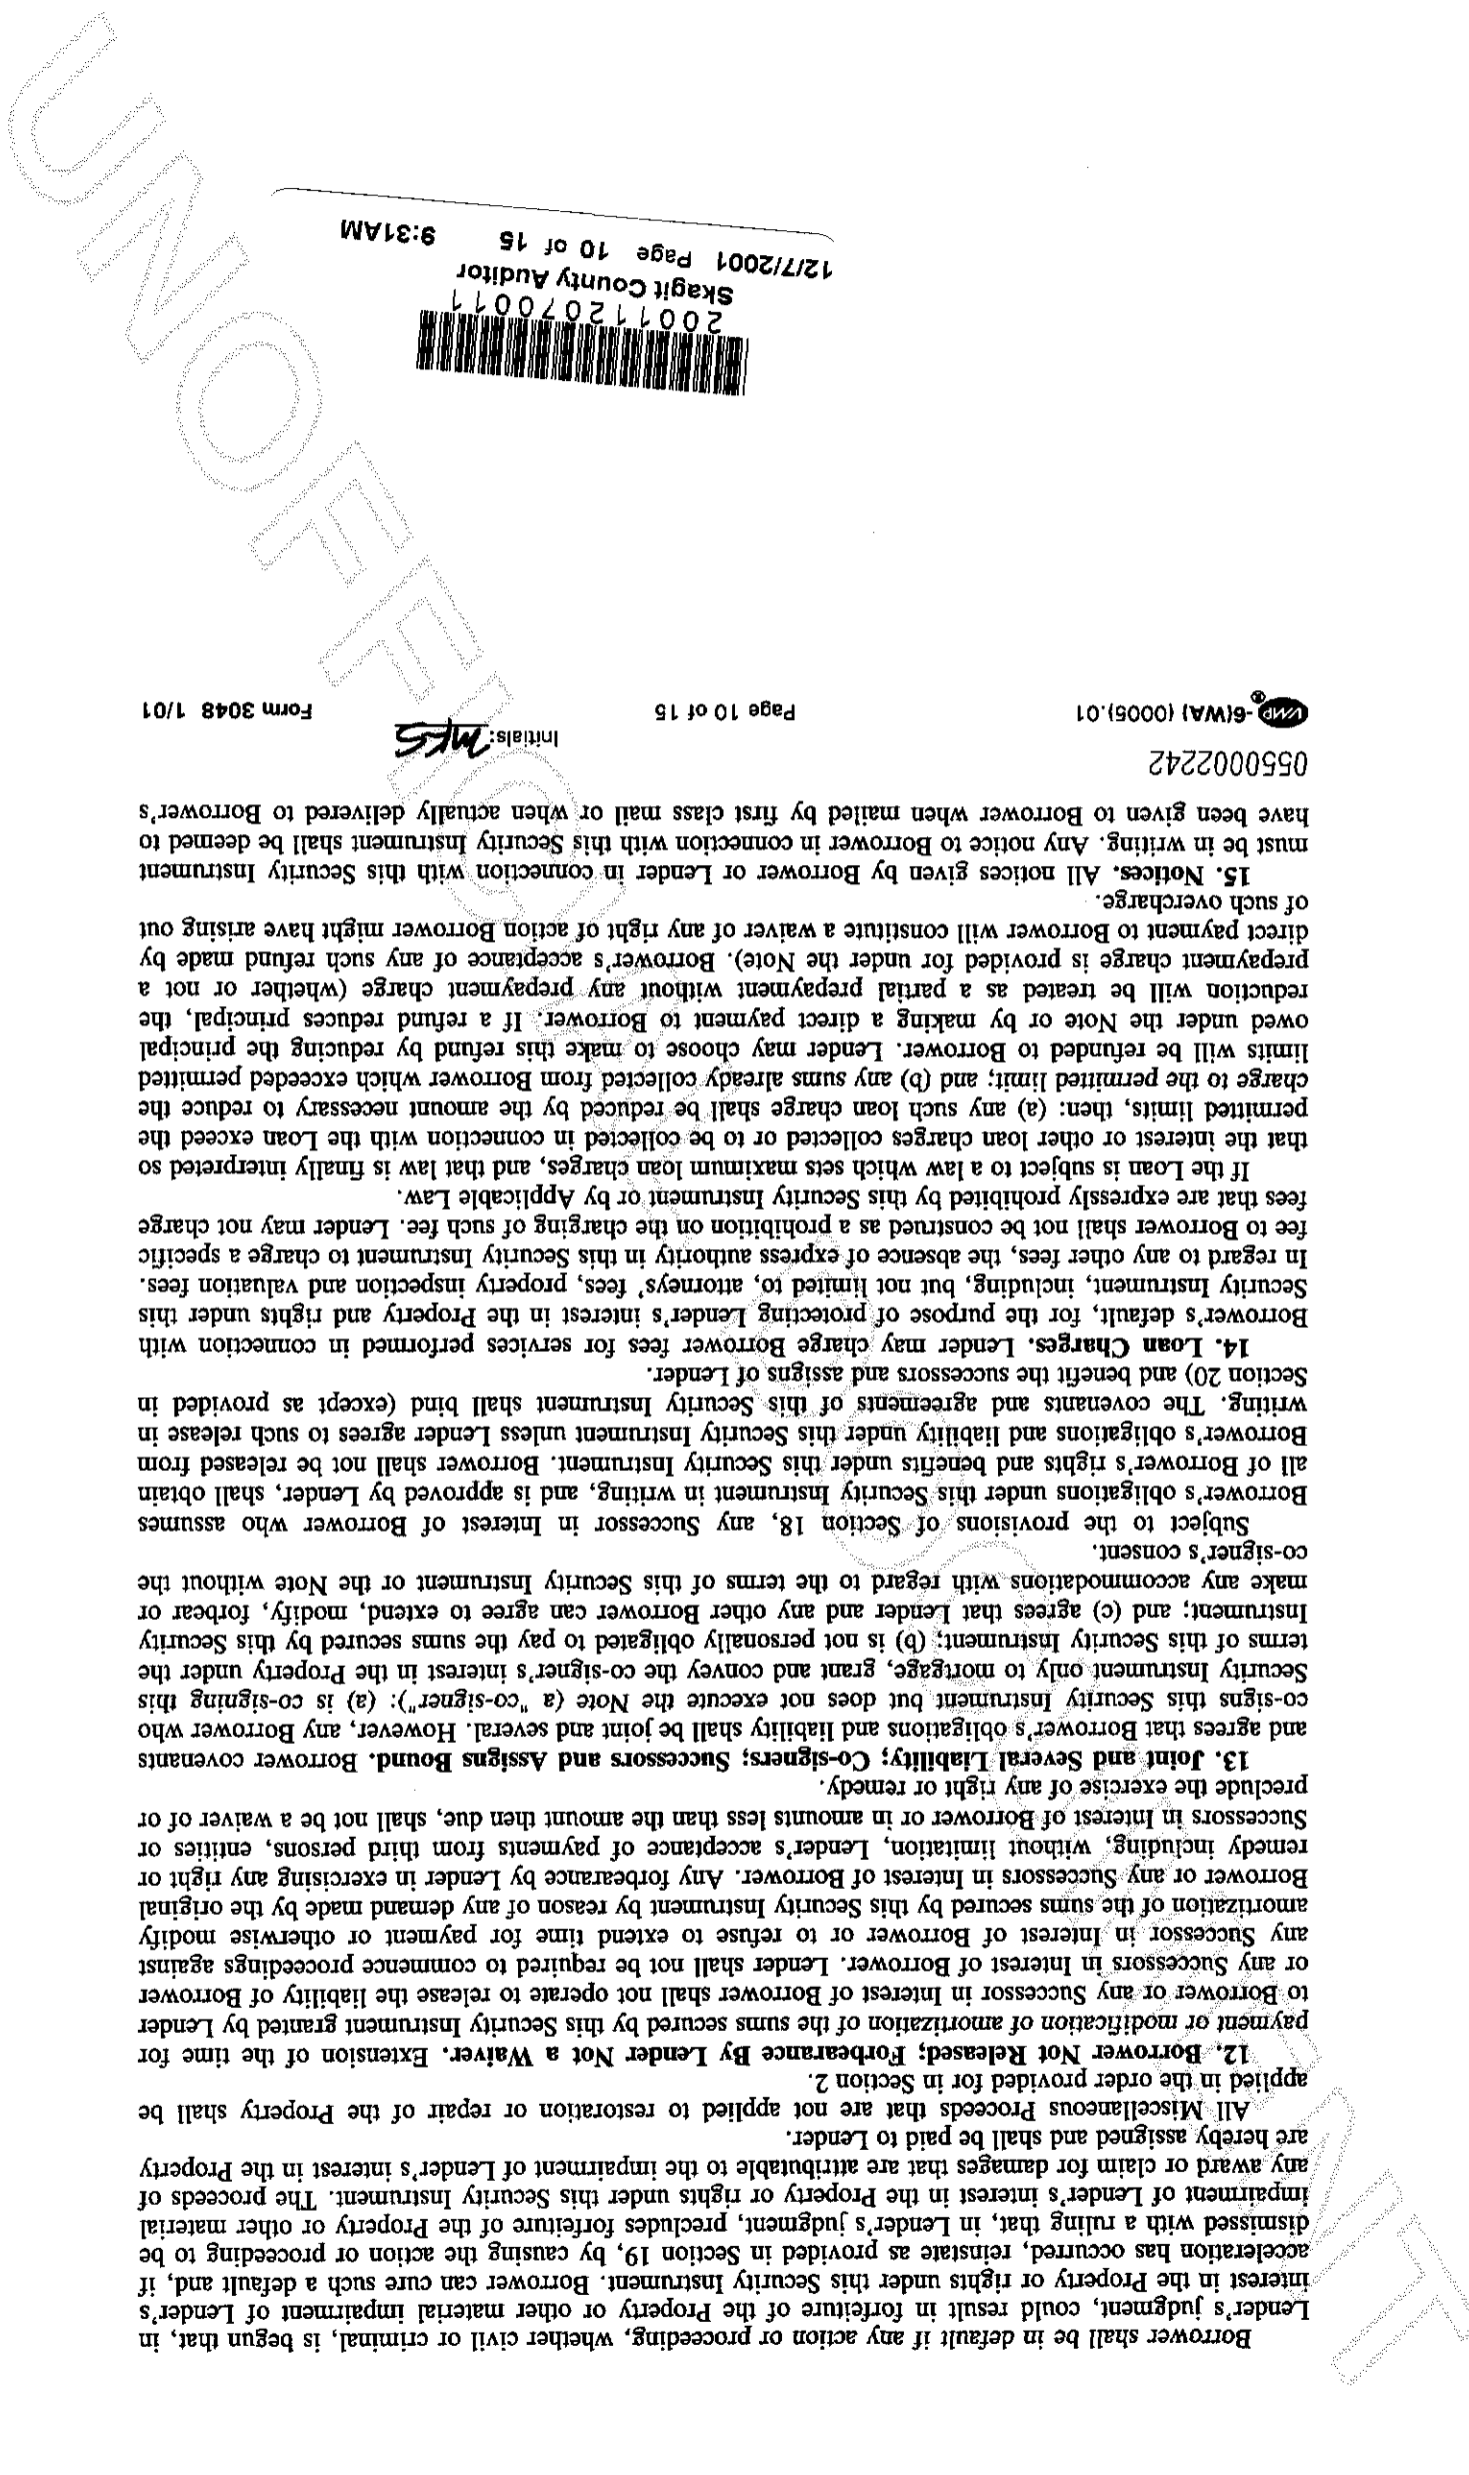 Borrower shall be in default if any action or proceeding, whether civil or criminal, is begun that, in
Lender's judgment, could result in forfeiture of the Property or other material impairment of Lender's
interest in the Property or rights under this Security Instrument. Borrower can cure such a default and, if
acceleration has occurred, reinstate as provided in Section 19, by causing the action or proceeding to be
dismissed with a ruling that, in Lender's judgment, precludes forfeiture of the Property or other material
impairment of Lender's interest in the Property or rights under this Security Instrument. The proceeds of
any award or claim for damages that are attributable to the impairment of Lender's interest in the Property
are hereby assigned and shall be paid to Lender.
All Miscellaneous Proceeds that are not applied to restoration or repair of the Property shall be
applied in the order provided for in Section 2.
12. Borrower Not Released; Forbearance By Lender Not a Waiver. Extension of the time for
payment or modification of amortization of the sums secured by this Security Instrument granted by Lender
to Borrower or any Successor in Interest of Borrower shall not operate to release the liability of Borrower
or any Successors in Interest of Borrower. Lender shall not be required to commence proceedings against
any Successor in Interest of Borrower or to refuse to extend time for payment or otherwise modify
amortization of the sums secured by this Security Instrument by reason of any demand made by the original
Borrower or any Successors in Interest of Borrower. Any forbearance by Lender in exercising any right or
remedy including, without limitation, Lender's acceptance of payments from third persons, entities or
Successors in Interest of Borrower or in amounts less than the amount then due, shall not be a waiver of or
preclude the exercise of any right or remedy.
13. Joint and Several Liability; Co-signers; Successors and Assigns Bound. Borrower covenants
and agrees that Borrower's obligations and liability shall be joint and several. However, any Borrower who
co-signs this Security Instrument but does not execute the Note (a "co-signer"): (a) is co-signing this
Security Instrument only to mortgage, grant and convey the co-signer's interest in the Property under the
terms of this Security Instrument; (b) is not personally obligated to pay the sums secured by this Security
Instrument; and (c) agrees that Lender and any other Borrower can agree to extend, modify, forbear or
make any accommodations with regard to the terms of this Security Instrument or the Note without the
co-signer's consent.
Subject to the provisions of Section 18, any Successor in Interest of Borrower who assumes
Borrower's obligations under this Security Instrument in writing, and is approved by Lender, shall obtain
all of Borrower's rights and benefits under this Security Instrument. Borrower shall not be released from
Borrower's obligations and liability under this Security Instrument unless Lender agrees to such release in
writing. The covenants and agreements of this Security Instrument shall bind (except as provided in
Section 20) and benefit the successors and assigns of Lender.
14. Loan Charges. Lender may charge Borrower fees for services performed in connection with
Borrower's default, for the purpose of protecting Lender's interest in the Property and rights under this
Security Instrument, including, but not limited to, attorneys' fees, property inspection and valuation fees.
In regard to any other fees, the absence of express authority in this Security Instrument to charge a specific
fee to Borrower shall not be construed as a prohibition on the charging of such fee. Lender may not charge
fees that are expressly prohibited by this Security Instrument or by Applicable Law.
If the Loan is subject to a law which sets maximum loan charges, and that law is finally interpreted so
that the interest or other loan charges collected or to be collected in connection with the Loan exceed the
permitted limits, then: (a) any such loan charge shall be reduced by the amount necessary to reduce the
charge to the permitted limit; and (b) any sums already collected from Borrower which exceeded permitted
limits will be refunded to Borrower. Lender may choose to make this refund by reducing the principal
owed under the Note or by making a direct payment to Borrower. If a refund reduces principal, the
reduction will be treated as a partial prepayment without any prepayment charge (whether or not a
prepayment charge is provided for under the Note). Borrower's acceptance of any such refund made by
direct payment to Borrower will constitute a waiver of any right of action Borrower might have arising out
of such overcharge.
15. Notices. All notices given by Borrower or Lender in connection with this Security Instrument
must be in writing. Any notice to Borrower in connection with this Security Instrument shall be deemed to
have been given to Borrower when mailed by first class mail or when actually delivered to Borrower's
0550002242
Initials: MFS
VMP®-6(WA) (0005).01 Page 10 of 15 Form 3048 1/01
200112070011
Skagit County Auditor
12/7/2001 Page 10 of 15 9:31AM
UNOFFICIAL DOCUMENT